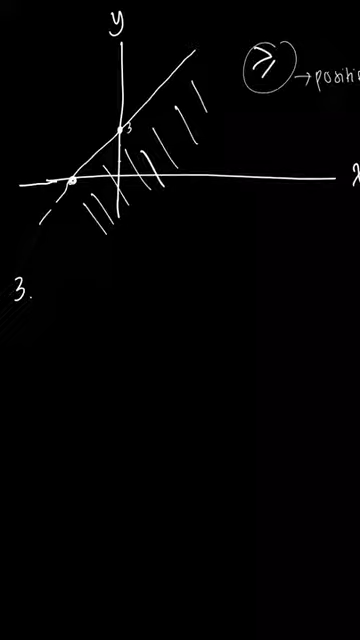 y
≥
→ positi
3
x
3.